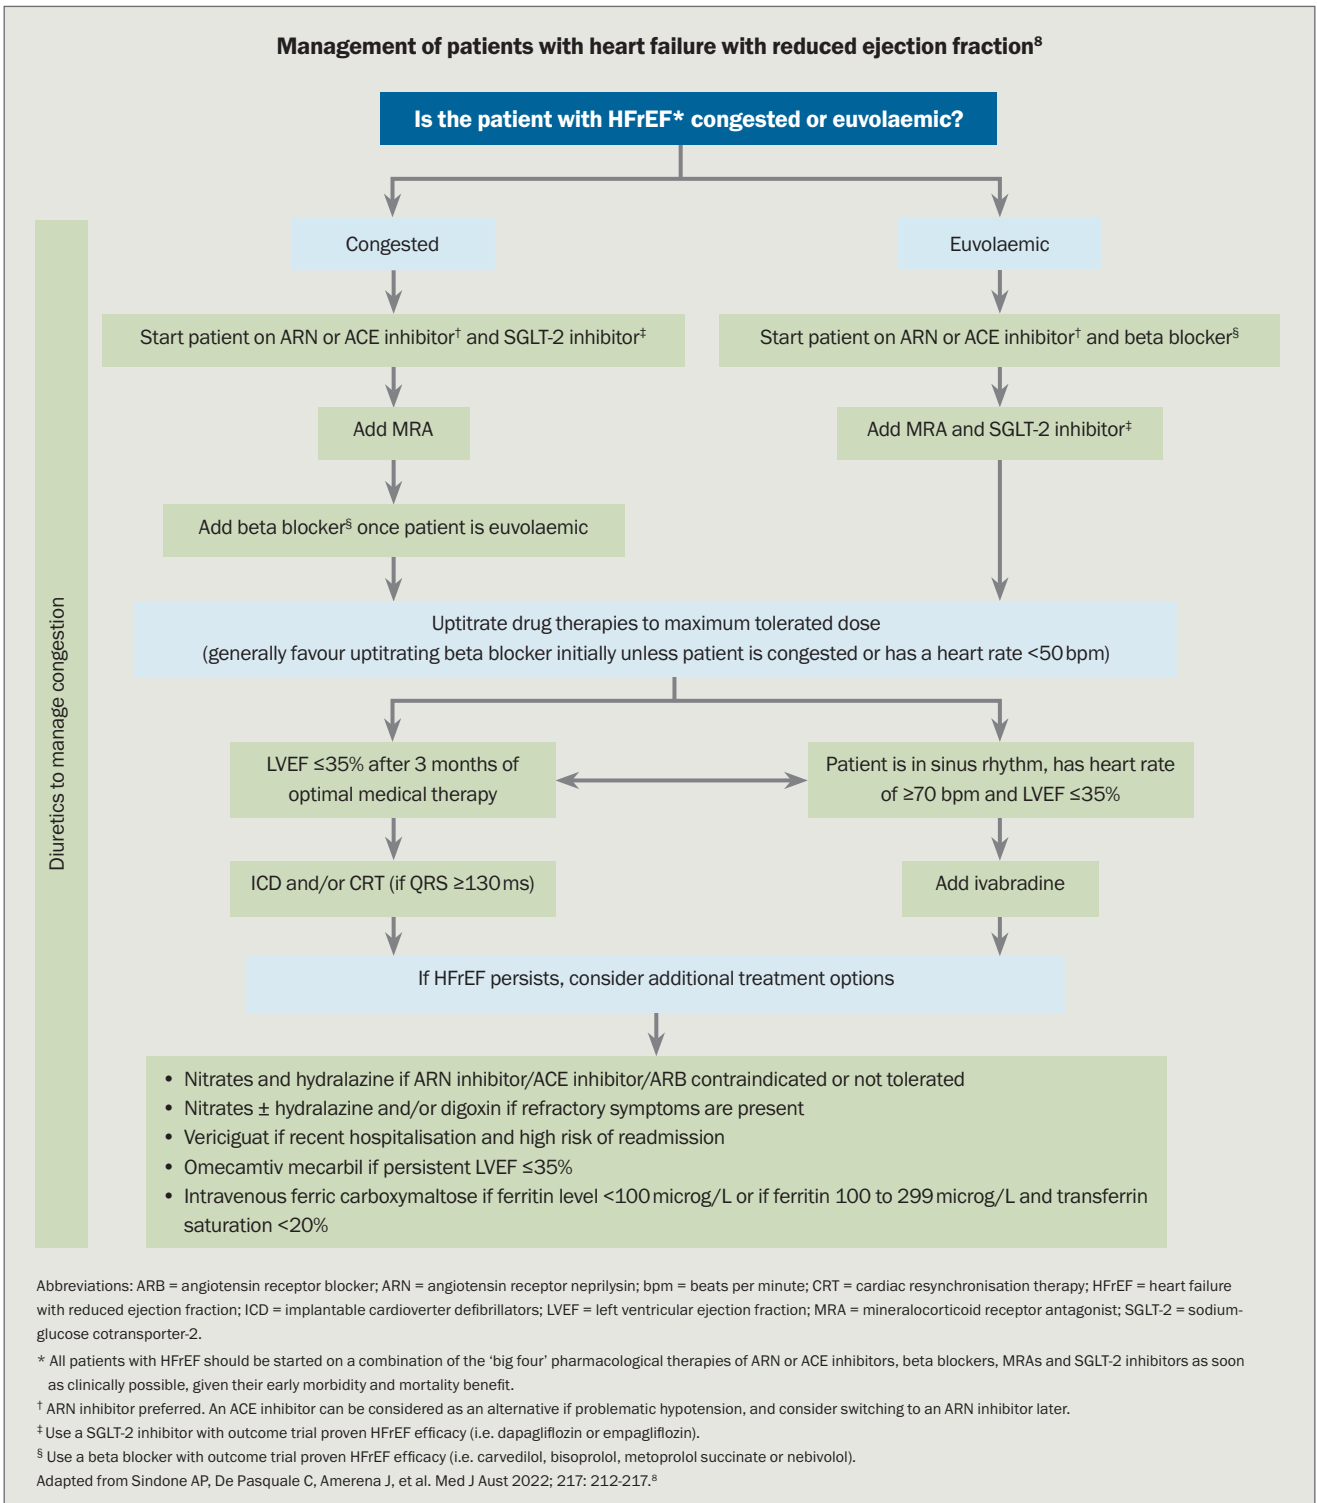 Management of patients with heart failure with reduced ejection fraction⁸
Is the patient with HFrEF* congested or euvolaemic?
Congested
Euvolaemic
Start patient on ARN or ACE inhibitor† and SGLT-2 inhibitor‡
Start patient on ARN or ACE inhibitor† and beta blocker§
Add MRA
Add MRA and SGLT-2 inhibitor‡
Add beta blocker§ once patient is euvolaemic
Diuretics to manage congestion
Uptitrate drug therapies to maximum tolerated dose
(generally favour uptitrating beta blocker initially unless patient is congested or has a heart rate <50 bpm)
LVEF ≤35% after 3 months of
optimal medical therapy
Patient is in sinus rhythm, has heart rate
of ≥70 bpm and LVEF ≤35%
ICD and/or CRT (if QRS ≥130 ms)
Add ivabradine
If HFrEF persists, consider additional treatment options
• Nitrates and hydralazine if ARN inhibitor/ACE inhibitor/ARB contraindicated or not tolerated
• Nitrates ± hydralazine and/or digoxin if refractory symptoms are present
• Vericiguat if recent hospitalisation and high risk of readmission
• Omecamtiv mecarbil if persistent LVEF ≤35%
• Intravenous ferric carboxymaltose if ferritin level <100 microg/L or if ferritin 100 to 299 microg/L and transferrin
saturation <20%
Abbreviations: ARB = angiotensin receptor blocker; ARN = angiotensin receptor neprilysin; bpm = beats per minute; CRT = cardiac resynchronisation therapy; HFrEF = heart failure
with reduced ejection fraction; ICD = implantable cardioverter defibrillators; LVEF = left ventricular ejection fraction; MRA = mineralocorticoid receptor antagonist; SGLT-2 = sodium-
glucose cotransporter-2.
* All patients with HFrEF should be started on a combination of the ‘big four’ pharmacological therapies of ARN or ACE inhibitors, beta blockers, MRAs and SGLT-2 inhibitors as soon
as clinically possible, given their early morbidity and mortality benefit.
† ARN inhibitor preferred. An ACE inhibitor can be considered as an alternative if problematic hypotension, and consider switching to an ARN inhibitor later.
‡ Use a SGLT-2 inhibitor with outcome trial proven HFrEF efficacy (i.e. dapagliflozin or empagliflozin).
§ Use a beta blocker with outcome trial proven HFrEF efficacy (i.e. carvedilol, bisoprolol, metoprolol succinate or nebivolol).
Adapted from Sindone AP, De Pasquale C, Amerena J, et al. Med J Aust 2022; 217: 212-217.⁸